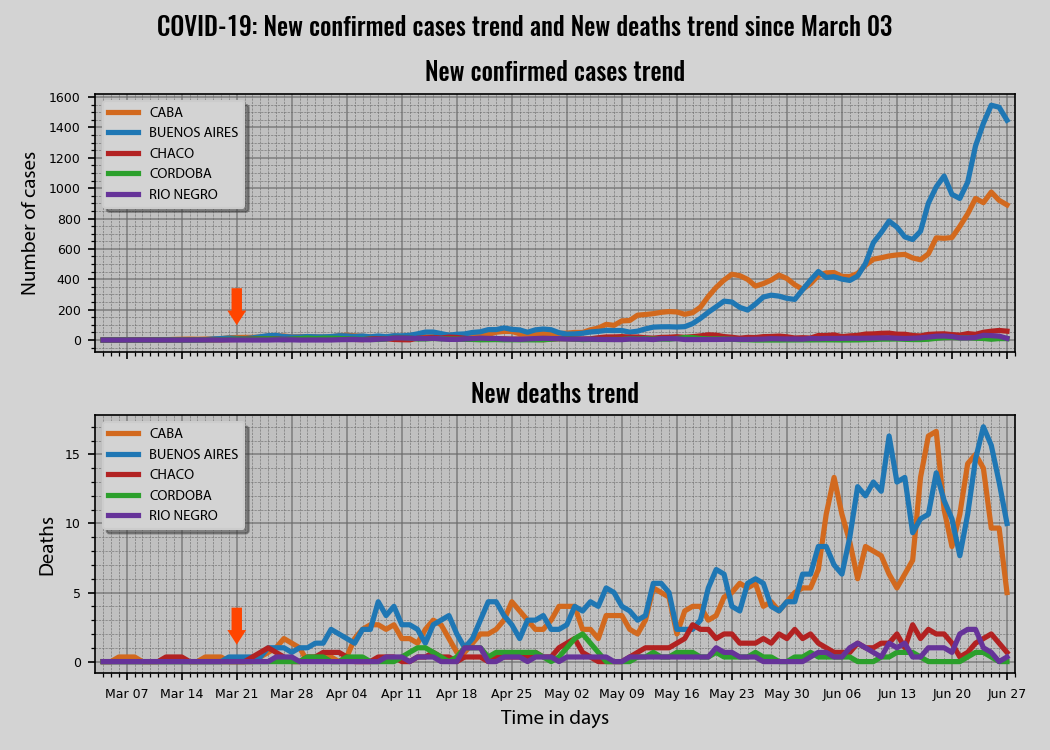 COVID-19: New confirmed cases trend and New deaths trend since March 03
New confirmed cases trend
1600
1400
1200
1000
800
600
400
200
0
Number of cases
CABA
BUENOS AIRES
CHACO
CORDOBA
RIO NEGRO
New deaths trend
15
10
5
0
Deaths
CABA
BUENOS AIRES
CHACO
CORDOBA
RIO NEGRO
Mar 07 Mar 14 Mar 21 Mar 28 Apr 04 Apr 11 Apr 18 Apr 25 May 02 May 09 May 16 May 23 May 30 Jun 06 Jun 13 Jun 20 Jun 27
Time in days